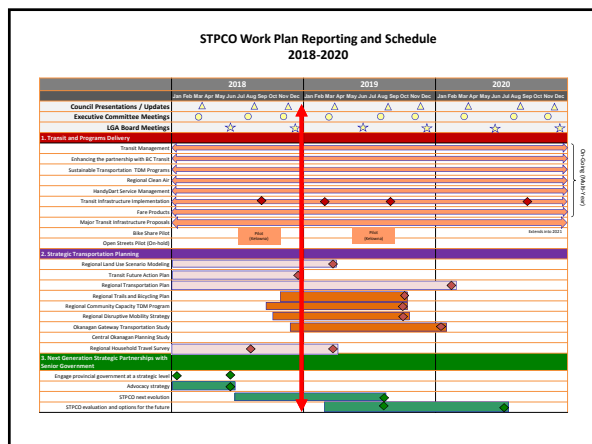 STPCO Work Plan Reporting and Schedule
2018-2020
2018 2019 2020
Jan Feb Mar Apr May Jun Jul Aug Sep Oct Nov Dec Jan Feb Mar Apr May Jun Jul Aug Sep Oct Nov Dec Jan Feb Mar Apr May Jun Jul Aug Sep Oct Nov Dec
Council Presentations / Updates
Executive Committee Meetings
LGA Board Meetings
1. Transit and Programs Delivery
Transit Management
Enhancing the partnership with BC Transit
Sustainable Transportation TDM Programs
Regional Clean Air
HandyDart Service Management
Transit Infrastructure Implementation
Fare Products
On-Going (Multi-Year)
Major Transit Infrastructure Proposals
Bike Share Pilot
Pilot
(Kelowna)
Pilot
(Kelowna)
Extends into 2021
Open Streets Pilot (On-hold)
2. Strategic Transportation Planning
Regional Land Use Scenario Modeling
Transit Future Action Plan
Regional Transportation Plan
Regional Trails and Bicycling Plan
Regional Community Capacity TDM Program
Regional Disruptive Mobility Strategy
Okanagan Gateway Transportation Study
Central Okanagan Planning Study
Regional Household Travel Survey
3. Next Generation Strategic Partnerships with
Senior Government
Engage provincial government at a strategic level
Advocacy strategy
STPCO next evolution
STPCO evaluation and options for the future